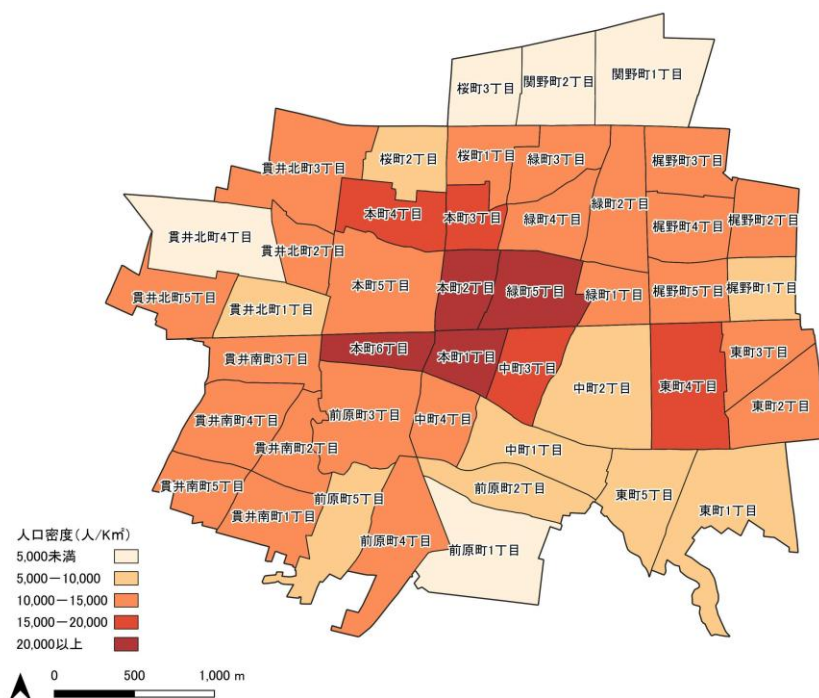 関野町1丁目
関野町2丁目
桜町3丁目
桜町2丁目
桜町1丁目
緑町3丁目
梶野町3丁目
貫井北町3丁目
緑町2丁目
本町4丁目
本町3丁目
緑町4丁目
梶野町4丁目
梶野町2丁目
貫井北町4丁目
貫井北町2丁目
本町5丁目
本町2丁目
緑町5丁目
緑町1丁目
梶野町5丁目
梶野町1丁目
貫井北町5丁目
貫井北町1丁目
本町6丁目
本町1丁目
中町3丁目
東町3丁目
貫井南町3丁目
中町2丁目
東町4丁目
東町2丁目
貫井南町4丁目
前原町3丁目
中町4丁目
貫井南町2丁目
中町1丁目
貫井南町5丁目
前原町5丁目
前原町2丁目
東町5丁目
東町1丁目
貫井南町1丁目
前原町4丁目
前原町1丁目
人口密度(人/K㎡)
5,000未満
5,000－10,000
10,000－15,000
15,000－20,000
20,000以上
0 500 1,000 m